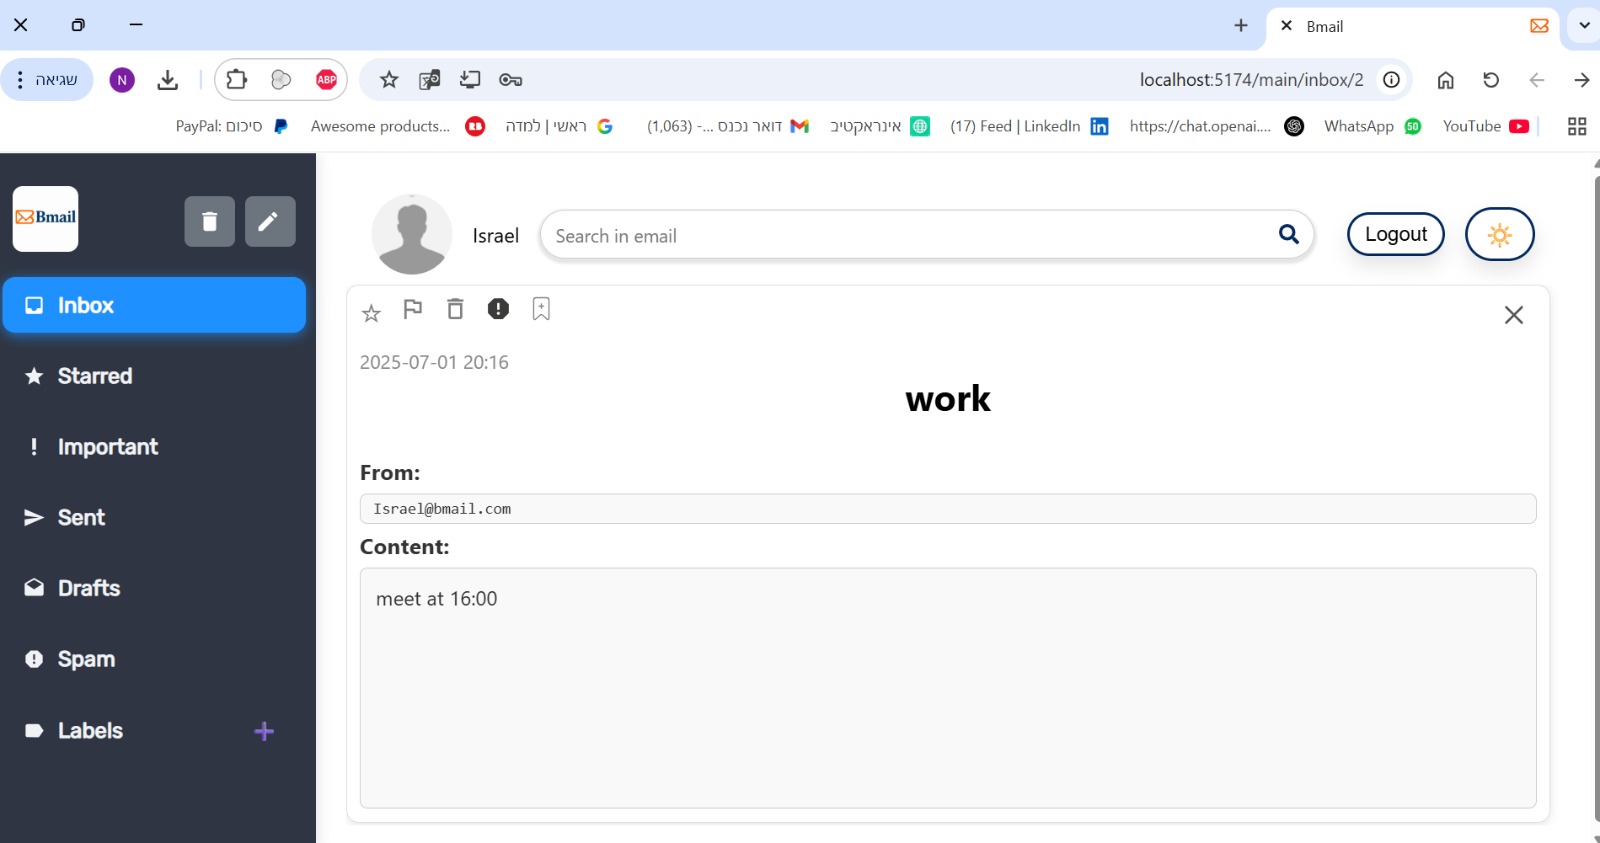 Bmail
שגיאה
N
ABP
localhost:5174/main/inbox/2
PayPal: סיכום
Awesome products...
ראשי | למדה
דואר נכנס ...- (1,063)
אינראקטיב
(17) Feed | LinkedIn
https://chat.openai....
WhatsApp
50
YouTube
Bmail
Israel
Search in email
Logout
Inbox
Starred
Important
Sent
Drafts
Spam
Labels
2025-07-01 20:16
work
From:
Israel@bmail.com
Content:
meet at 16:00